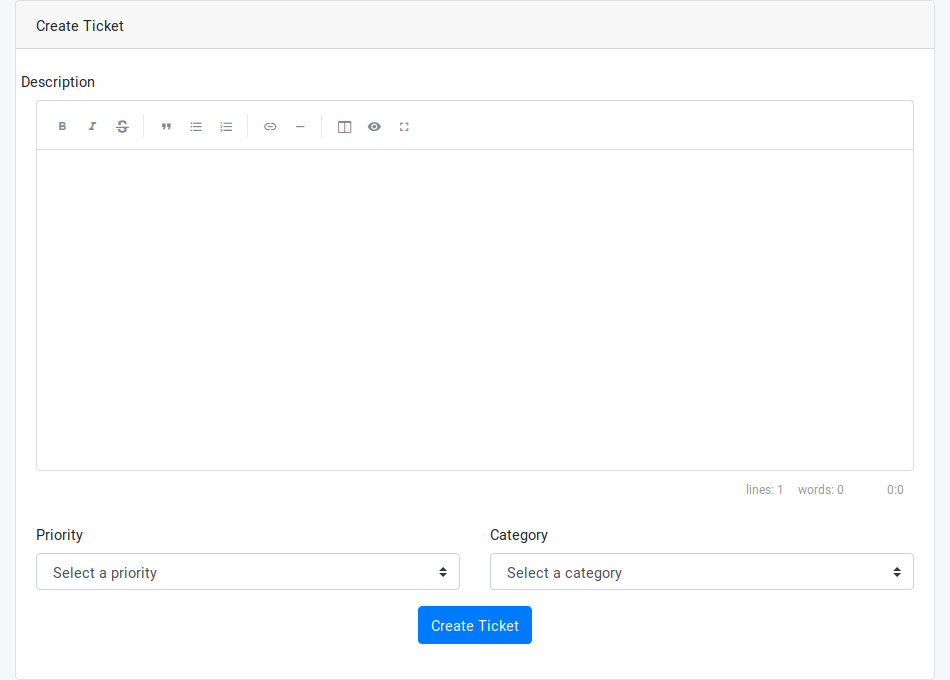 Create Ticket
Description
lines: 1 words: 0 0:0
Priority Category
Select a priority Select a category
Create Ticket